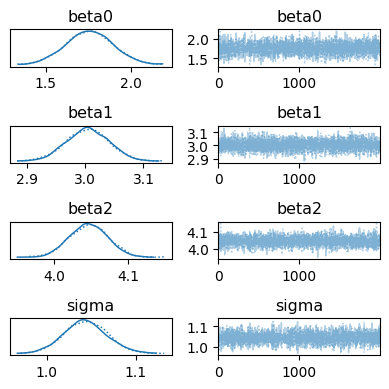 beta0 beta0
2.0
1.5
1.5 2.0 0 1000
beta1 beta1
3.1
3.0
2.9
2.9 3.0 3.1 0 1000
beta2 beta2
4.1
4.0
4.0 4.1 0 1000
sigma sigma
1.1
1.0
1.0 1.1 0 1000